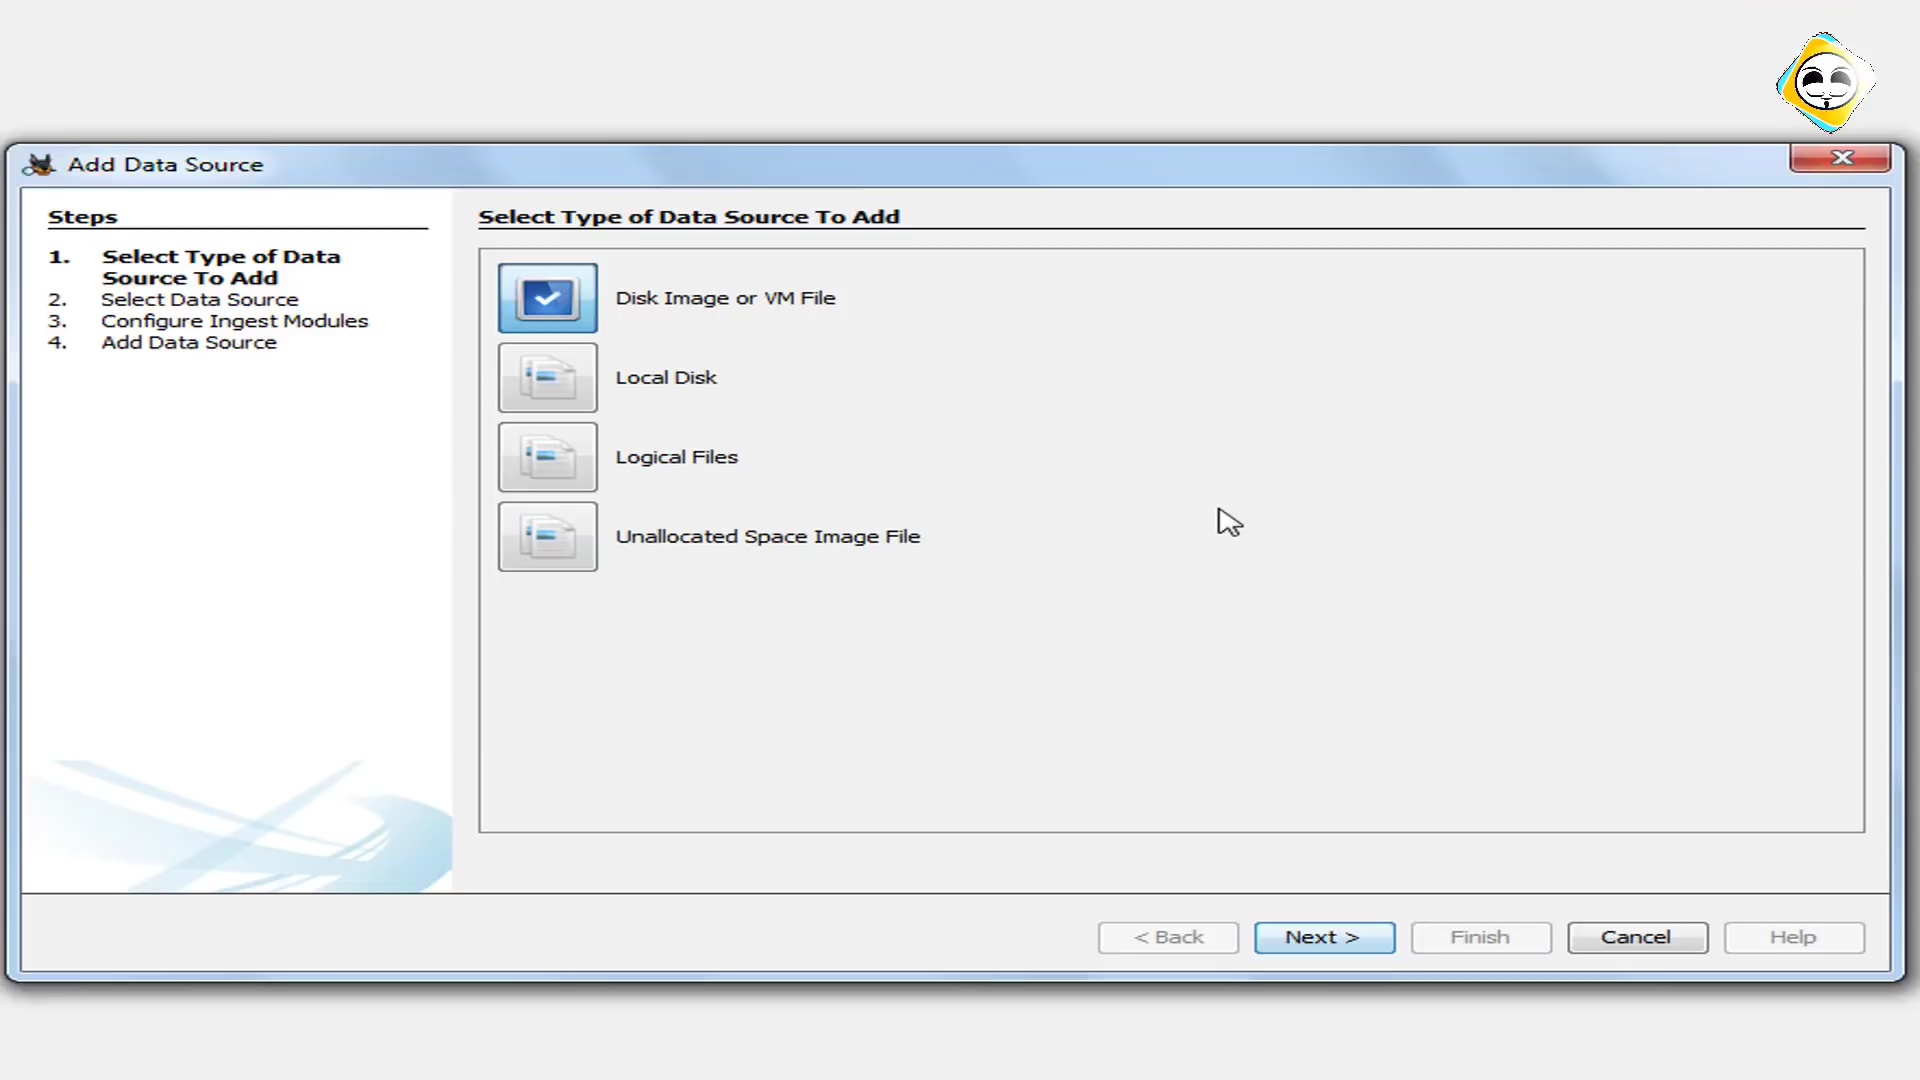 Add Data Source
Steps
1. Select Type of Data
Source To Add
2. Select Data Source
3. Configure Ingest Modules
4. Add Data Source
Select Type of Data Source To Add
Disk Image or VM File
Local Disk
Logical Files
Unallocated Space Image File
< Back
Next >
Finish
Cancel
Help